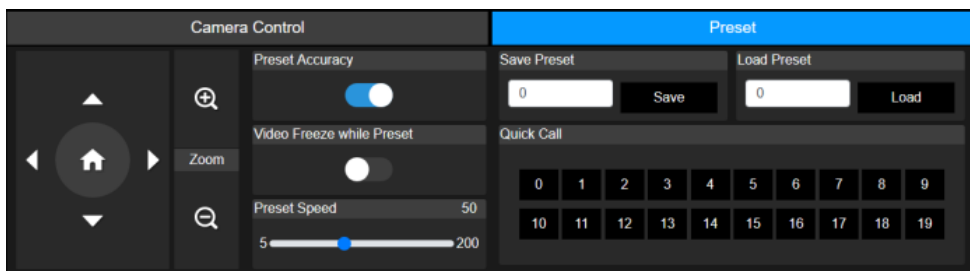 Camera Control
Preset
Preset Accuracy
Save Preset
Load Preset
0
Save
0
Load
Video Freeze while Preset
Quick Call
Zoom
0 1 2 3 4 5 6 7 8 9
Preset Speed 50
10 11 12 13 14 15 16 17 18 19
5 200